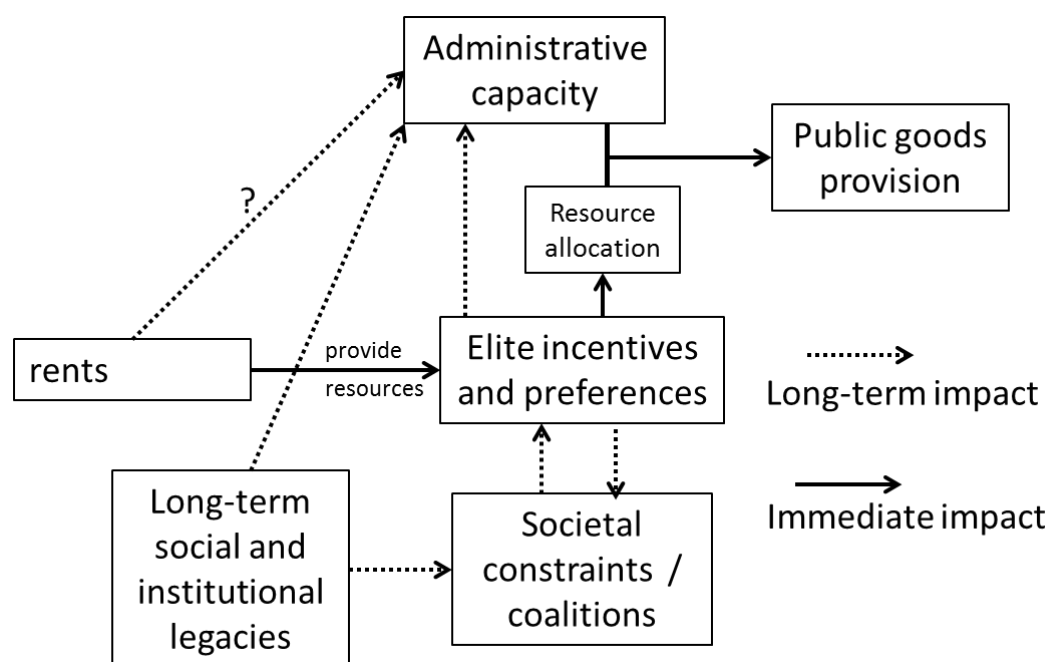 Administrative
capacity
Public goods
provision
?
Resource
allocation
rents
provide
resources
Elite incentives
and preferences
Long-term impact
Long-term
social and
institutional
legacies
Societal
constraints /
coalitions
Immediate impact